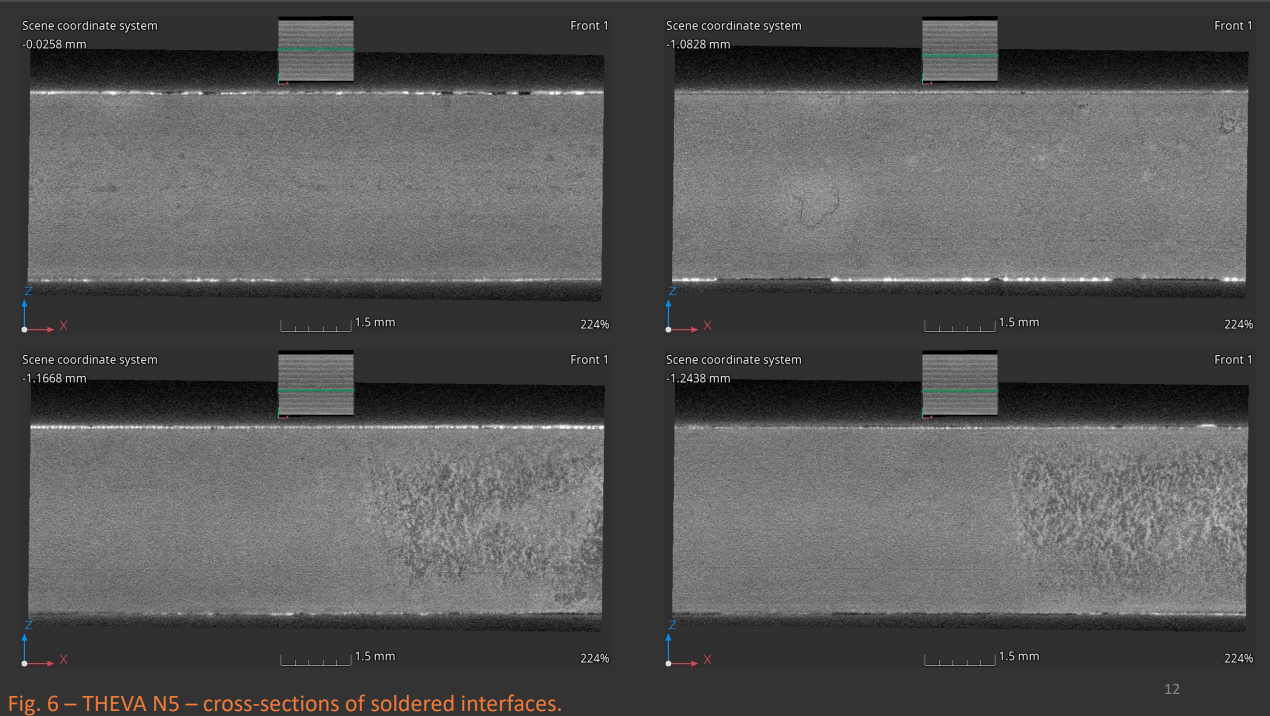 Scene coordinate system
Front 1
-0.0258 mm
Z
X
1.5 mm
224%
Scene coordinate system
Front 1
-1.0828 mm
Z
X
1.5 mm
224%
Scene coordinate system
Front 1
-1.1668 mm
Z
X
1.5 mm
224%
Scene coordinate system
Front 1
-1.2438 mm
Z
X
1.5 mm
224%
12
Fig. 6 – THEVA N5 – cross-sections of soldered interfaces.